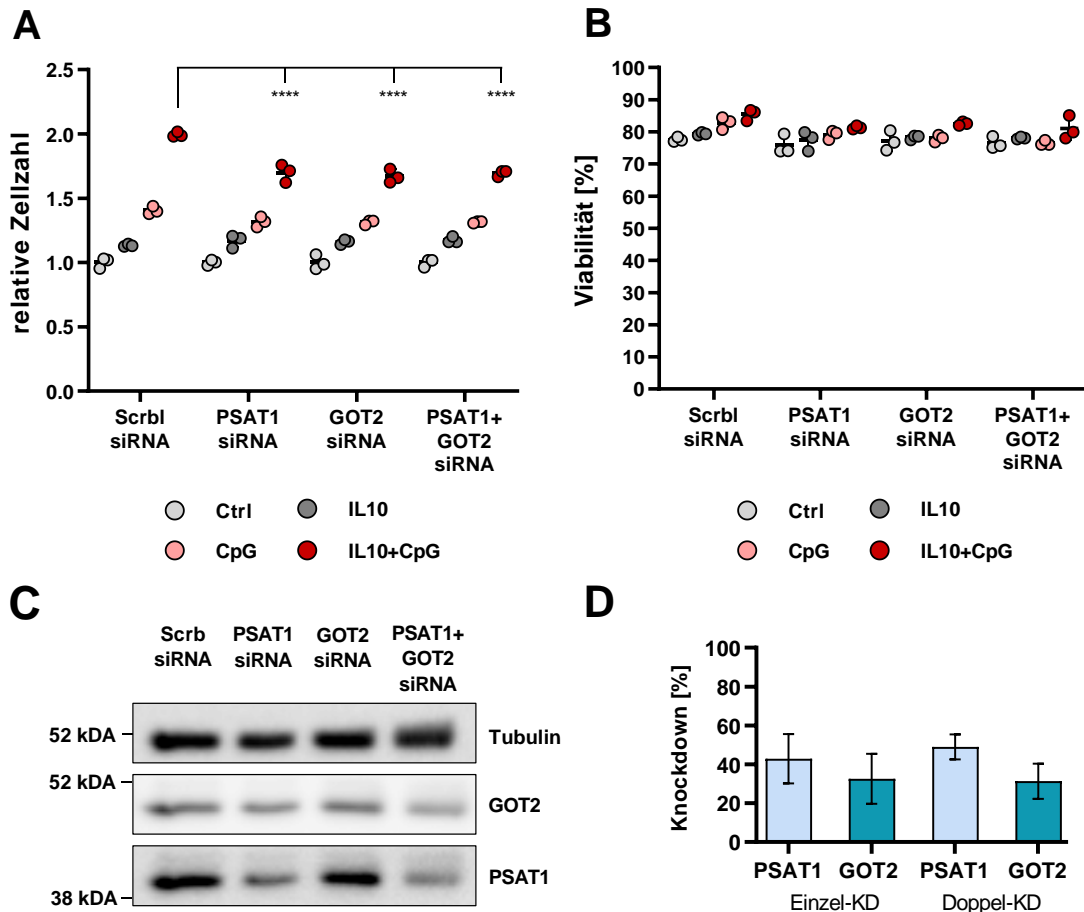 A
relative Zellzahl
2.5
2.0
1.5
1.0
0.5
0.0
**** **** ****
Scrbl PSAT1 GOT2 PSAT1+
siRNA siRNA siRNA GOT2
siRNA
Ctrl IL10
CpG IL10+CpG
B
Viabilität [%]
100
90
80
70
60
50
40
30
20
10
0
Scrbl PSAT1 GOT2 PSAT1+
siRNA siRNA siRNA GOT2
siRNA
Ctrl IL10
CpG IL10+CpG
C
Scrb PSAT1 GOT2 PSAT1+
siRNA siRNA siRNA GOT2
siRNA
52 kDA Tubulin
52 kDA
GOT2
PSAT1
38 kDA
D
Knockdown [%]
100
80
60
40
20
0
PSAT1 GOT2 PSAT1 GOT2
Einzel-KD Doppel-KD